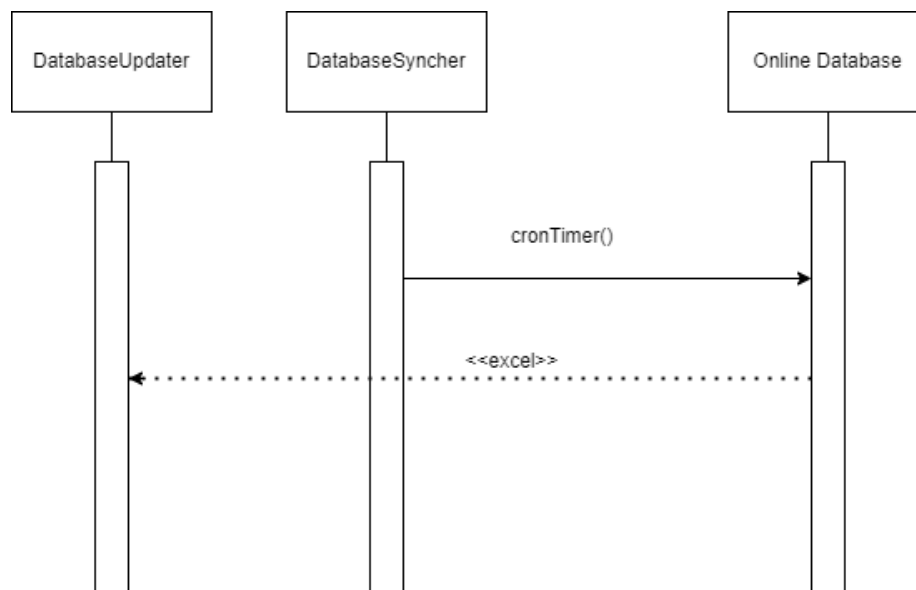 DatabaseUpdater
DatabaseSyncher
Online Database
cronTimer()
<<excel>>